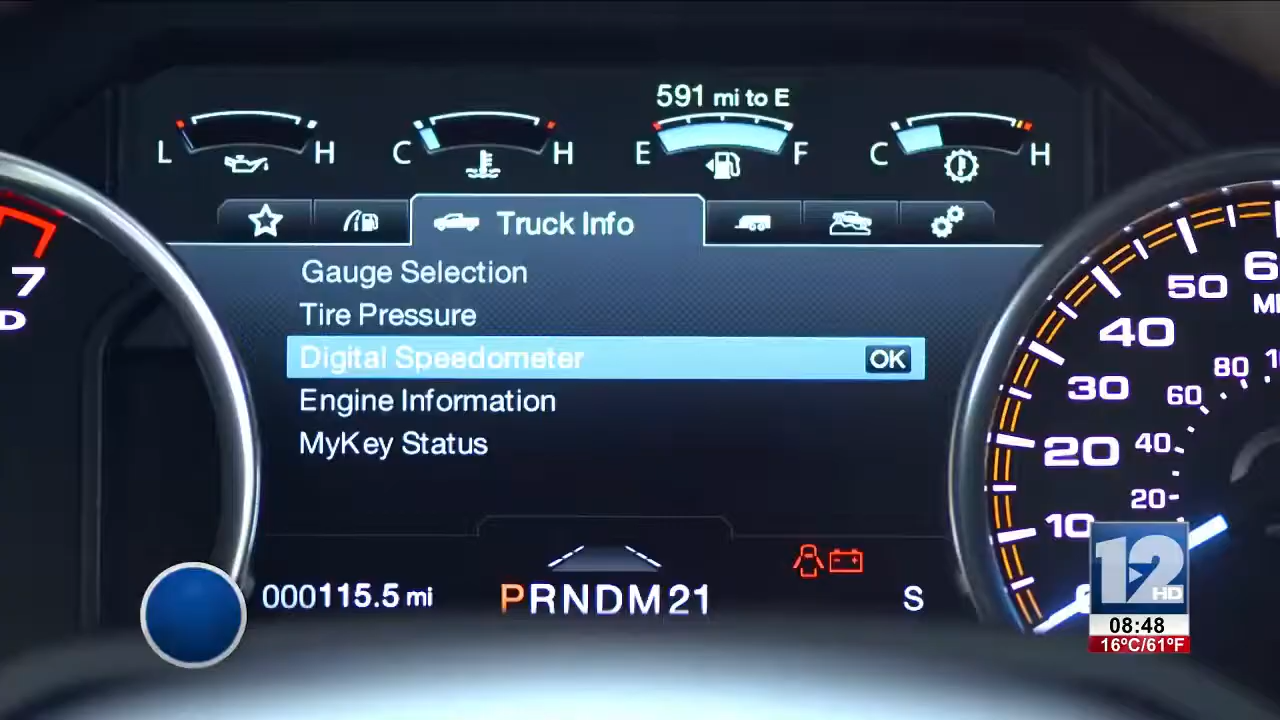 591 mi to E
L H C H E F C H
Truck Info
Gauge Selection
Tire Pressure
Digital Speedometer OK
Engine Information
MyKey Status
000115.5 mi
PRNDM21
S
7
50
40
30
20
10
80
60
40
20
12
HD
08:48
16°C/61°F